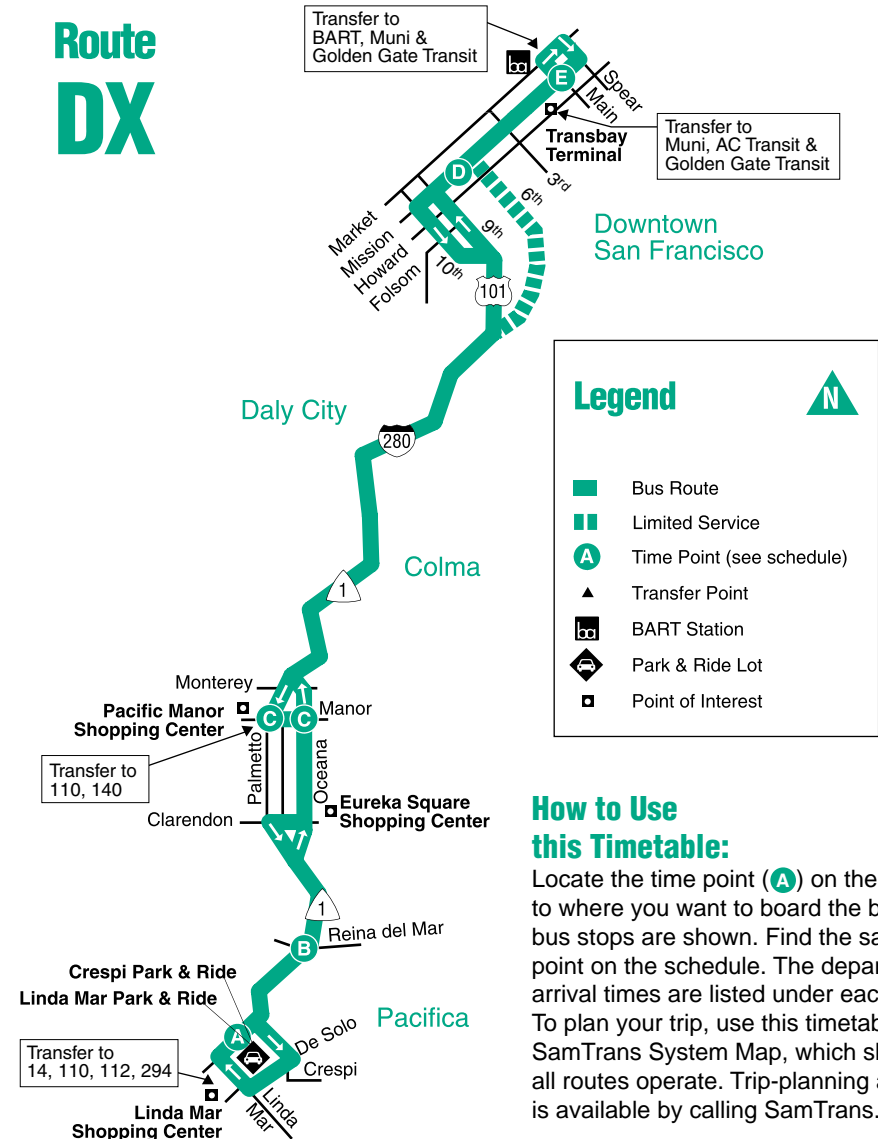 Route
DX
Transfer to
BART, Muni &
Golden Gate Transit
E
Spear
Main
Transbay
Terminal
Transfer to
Muni, AC Transit &
Golden Gate Transit
D
3rd
6th
9th
10th
Market
Mission
Howard
Folsom
101
Downtown
San Francisco
Daly City
280
Colma
1
Legend
N
Bus Route
Limited Service
A Time Point (see schedule)
Transfer Point
ba BART Station
Park & Ride Lot
Point of Interest
Monterey
Pacific Manor
Shopping Center
C
C
Manor
Transfer to
110, 140
Palmetto
Oceana
Clarendon
Eureka Square
Shopping Center
1
B
Reina del Mar
Crespi Park & Ride
Linda Mar Park & Ride
Pacifica
A
De Solo
Crespi
Transfer to
14, 110, 112, 294
Linda
Mar
Linda Mar
Shopping Center
How to Use
this Timetable:
Locate the time point (A) on the
to where you want to board the b
bus stops are shown. Find the sa
point on the schedule. The depar
arrival times are listed under eac
To plan your trip, use this timetab
SamTrans System Map, which sh
all routes operate. Trip-planning a
is available by calling SamTrans.